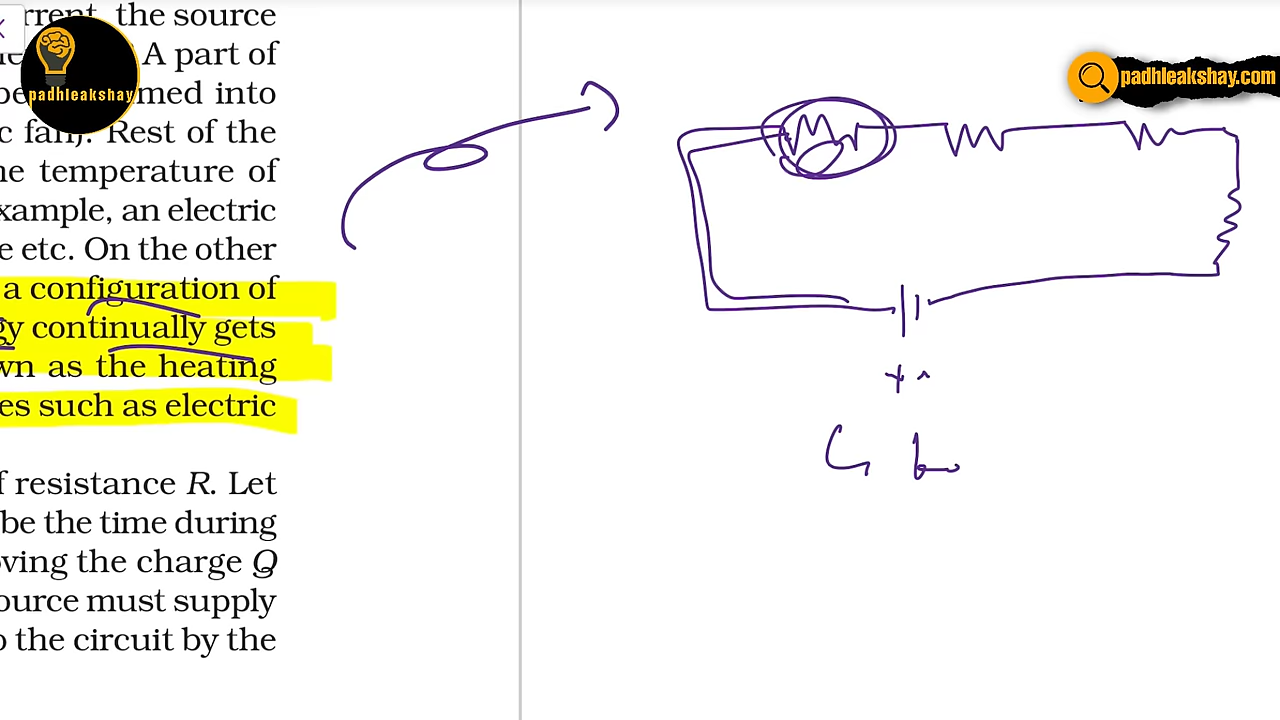 rrent, the source
A part of
be med into
c fan). Rest of the
he temperature of
xample, an electric
e etc. On the other
a configuration of
gy continually gets
wn as the heating
es such as electric
f resistance R. Let
be the time during
oving the charge Q
ource must supply
o the circuit by the
padhleakshay
padhleakshay.com